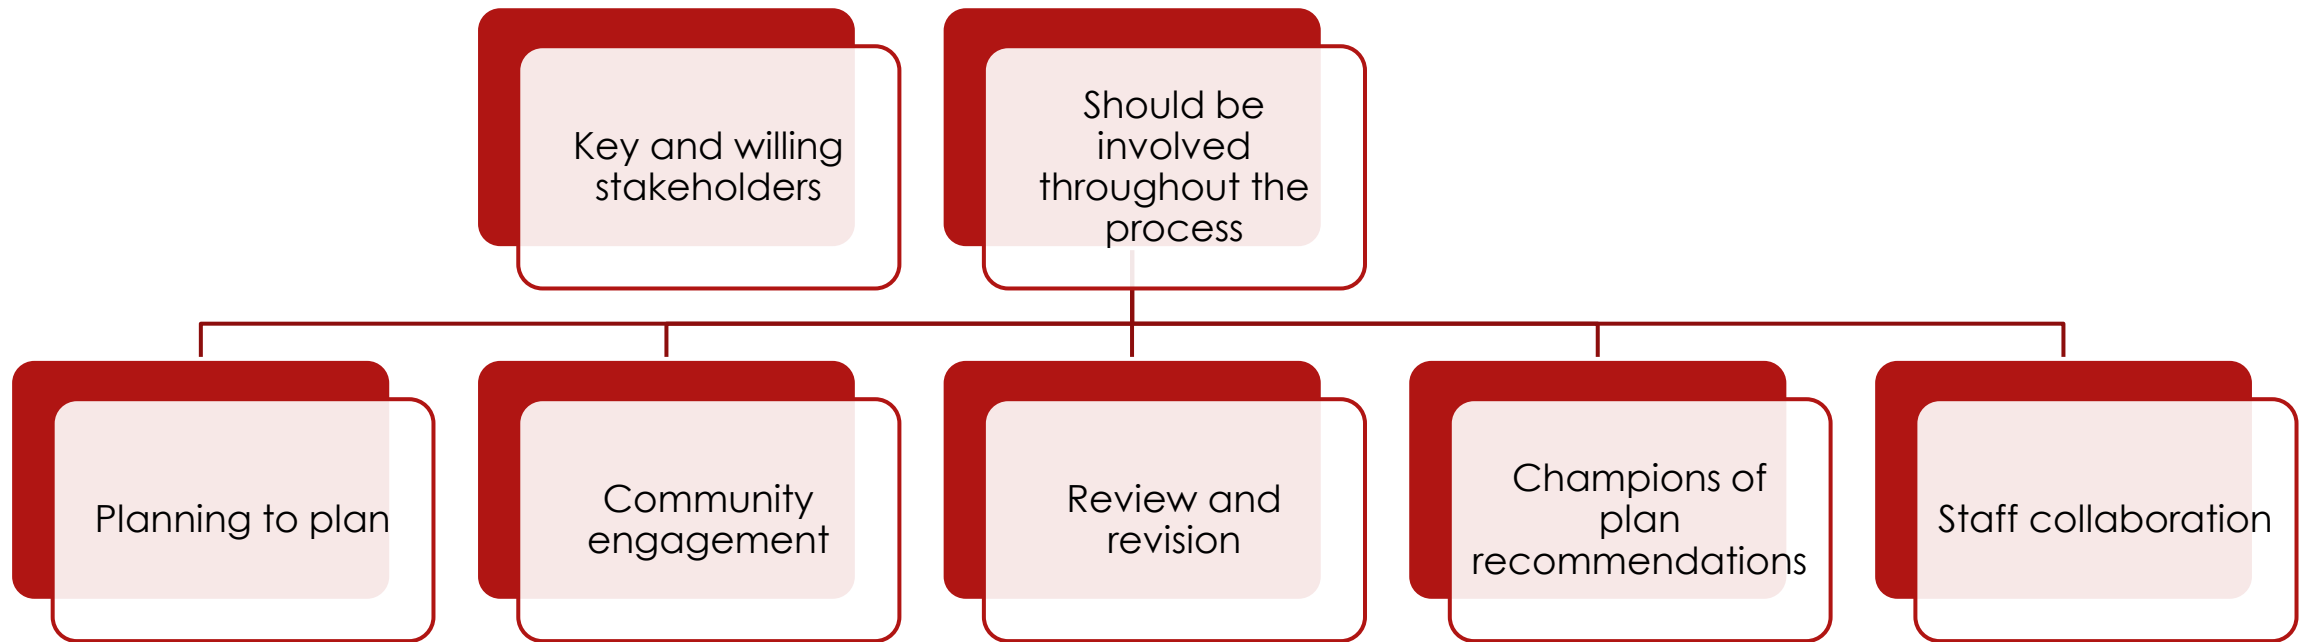 Key and willing
stakeholders
Should be
involved
throughout the
process
Planning to plan
Community
engagement
Review and
revision
Champions of
plan
recommendations
Staff collaboration